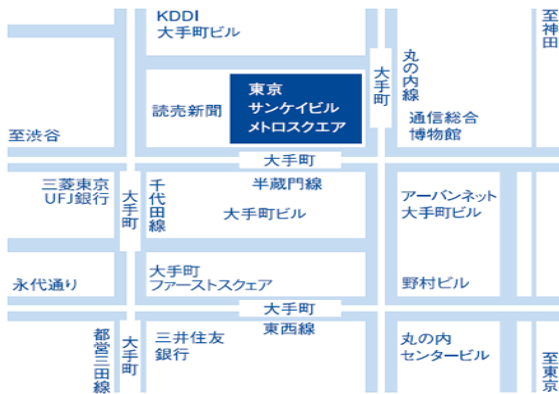 KDDI
大手町ビル
至神田
丸の内線
大手町
東京
サンケイビル
メトロスクエア
読売新聞
通信総合
博物館
至渋谷
大手町
半蔵門線
三菱東京
UFJ銀行
大手町
千代田線
大手町ビル
アーバンネット
大手町ビル
大手町
ファーストスクェア
永代通り
野村ビル
大手町
東西線
都営三田線
大手町
三井住友
銀行
丸の内
センタービル
至東京